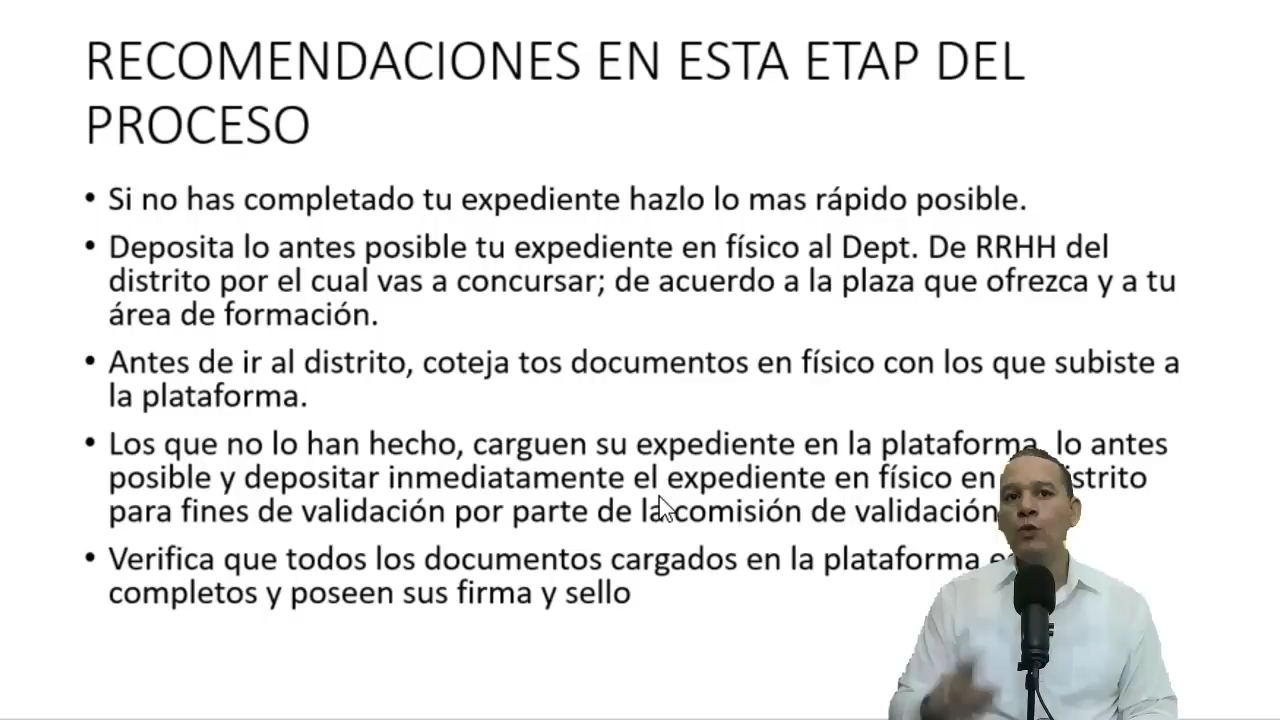 RECOMENDACIONES EN ESTA ETAP DEL
PROCESO
• Si no has completado tu expediente hazlo lo mas rápido posible.
• Deposita lo antes posible tu expediente en físico al Dept. De RRHH del
distrito por el cual vas a concursar; de acuerdo a la plaza que ofrezca y a tu
área de formación.
• Antes de ir al distrito, coteja tos documentos en físico con los que subiste a
la plataforma.
• Los que no lo han hecho, carguen su expediente en la plataforma, lo antes
posible y depositar inmediatamente el expediente en físico en
para fines de validación por parte de la comisión de validación
• Verifica que todos los documentos cargados en la plataforma
completos y poseen sus firma y sello